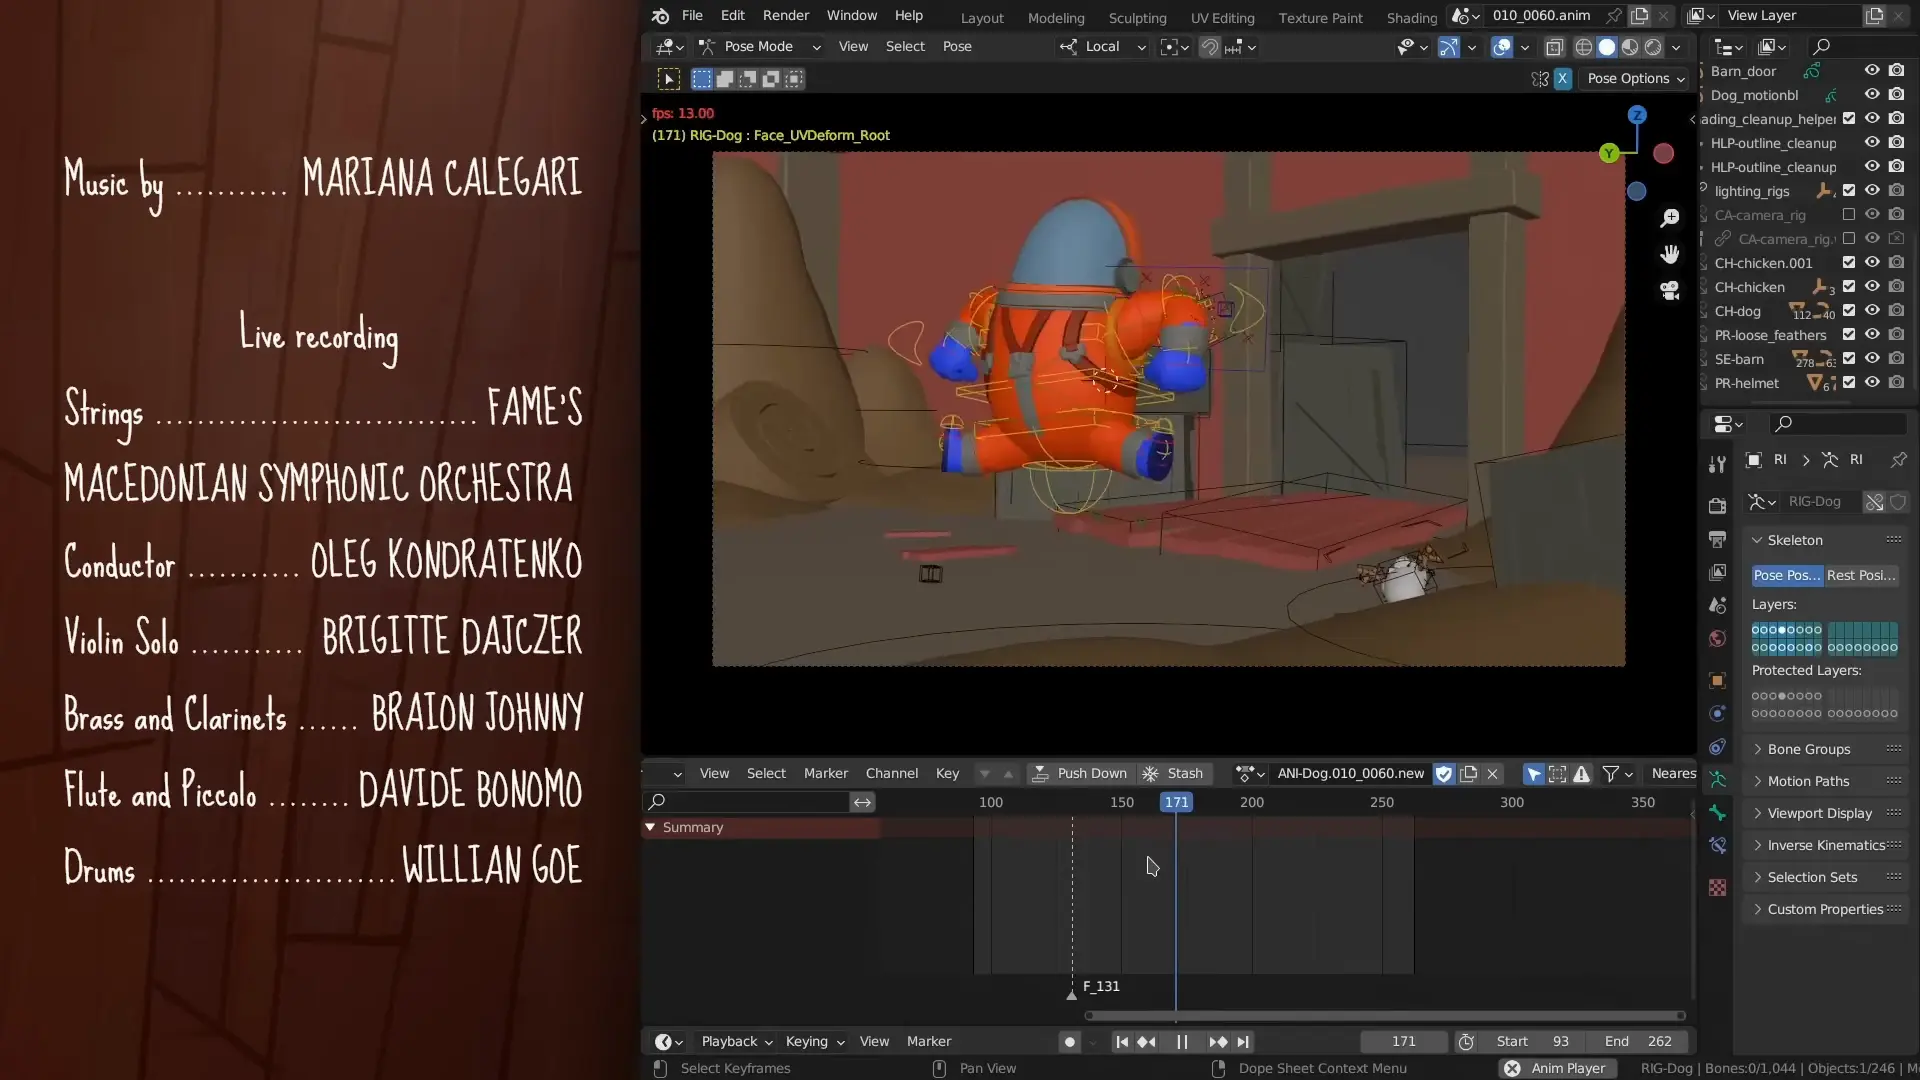 Music by ........... MARIANA CALEGARI
Live recording
Strings ............................... FAME'S
MACEDONIAN SYMPHONIC ORCHESTRA
Conductor ........... OLEG KONDRATENKO
Violin Solo ........... BRIGITTE DAJCZER
Brass and Clarinets ...... BRAION JOHNNY
Flute and Piccolo ........ DAVIDE BONOMO
Drums ........................ WILLIAN GOE
File Edit Render Window Help Layout Modeling Sculpting UV Editing Texture Paint Shading 010_0060.anim View Layer
Pose Mode View Select Pose Local
X Pose Options
fps: 13.00
(171) RIG-Dog : Face_UVDeform_Root
Z
Y
Barn_door
Dog_motionbl
ading_cleanup_helper
HLP-outline_cleanup
HLP-outline_cleanup
lighting_rigs
CA-camera_rig
CA-camera_rig.
CH-chicken.001
CH-chicken 3
CH-dog 112 40
PR-loose_feathers
SE-barn 278 63
PR-helmet 6
RI RI
RIG-Dog
Skeleton
Pose Pos... Rest Posi...
Layers:
Protected Layers:
Bone Groups
Motion Paths
Viewport Display
Inverse Kinematics
Selection Sets
Custom Properties
View Select Marker Channel Key Push Down Stash ANI-Dog.010_0060.new Neares
100 150 171 200 250 300 350
Summary
F_131
Playback Keying View Marker 171 Start 93 End 262
Select Keyframes Pan View Dope Sheet Context Menu Anim Player RIG-Dog | Bones:0/1,044 | Objects:1/246 | M